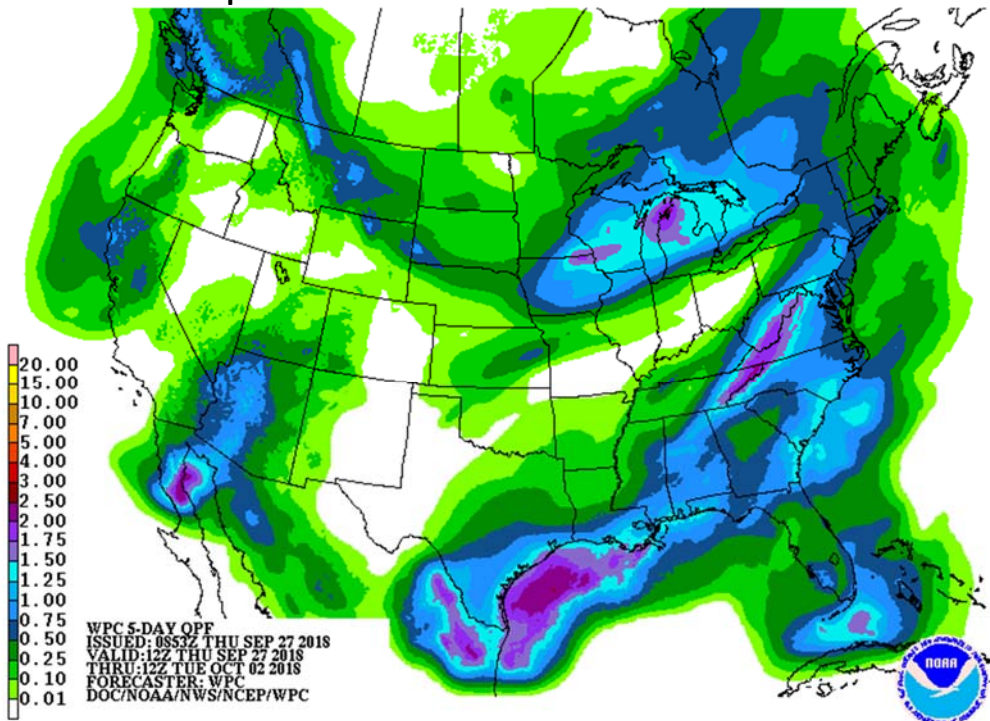 20.00
15.00
10.00
7.00
5.00
4.00
3.00
2.50
2.00
1.75
1.50
1.25
1.00
0.75
0.50
0.25
0.10
0.01
WPC 5-DAY QPF
ISSUED: 0853Z THU SEP 27 2018
VALID:12Z THU SEP 27 2018
THRU:12Z TUE OCT 02 2018
FORECASTER: WPC
DOC/NOAA/NWS/NCEP/WPC
NOAA